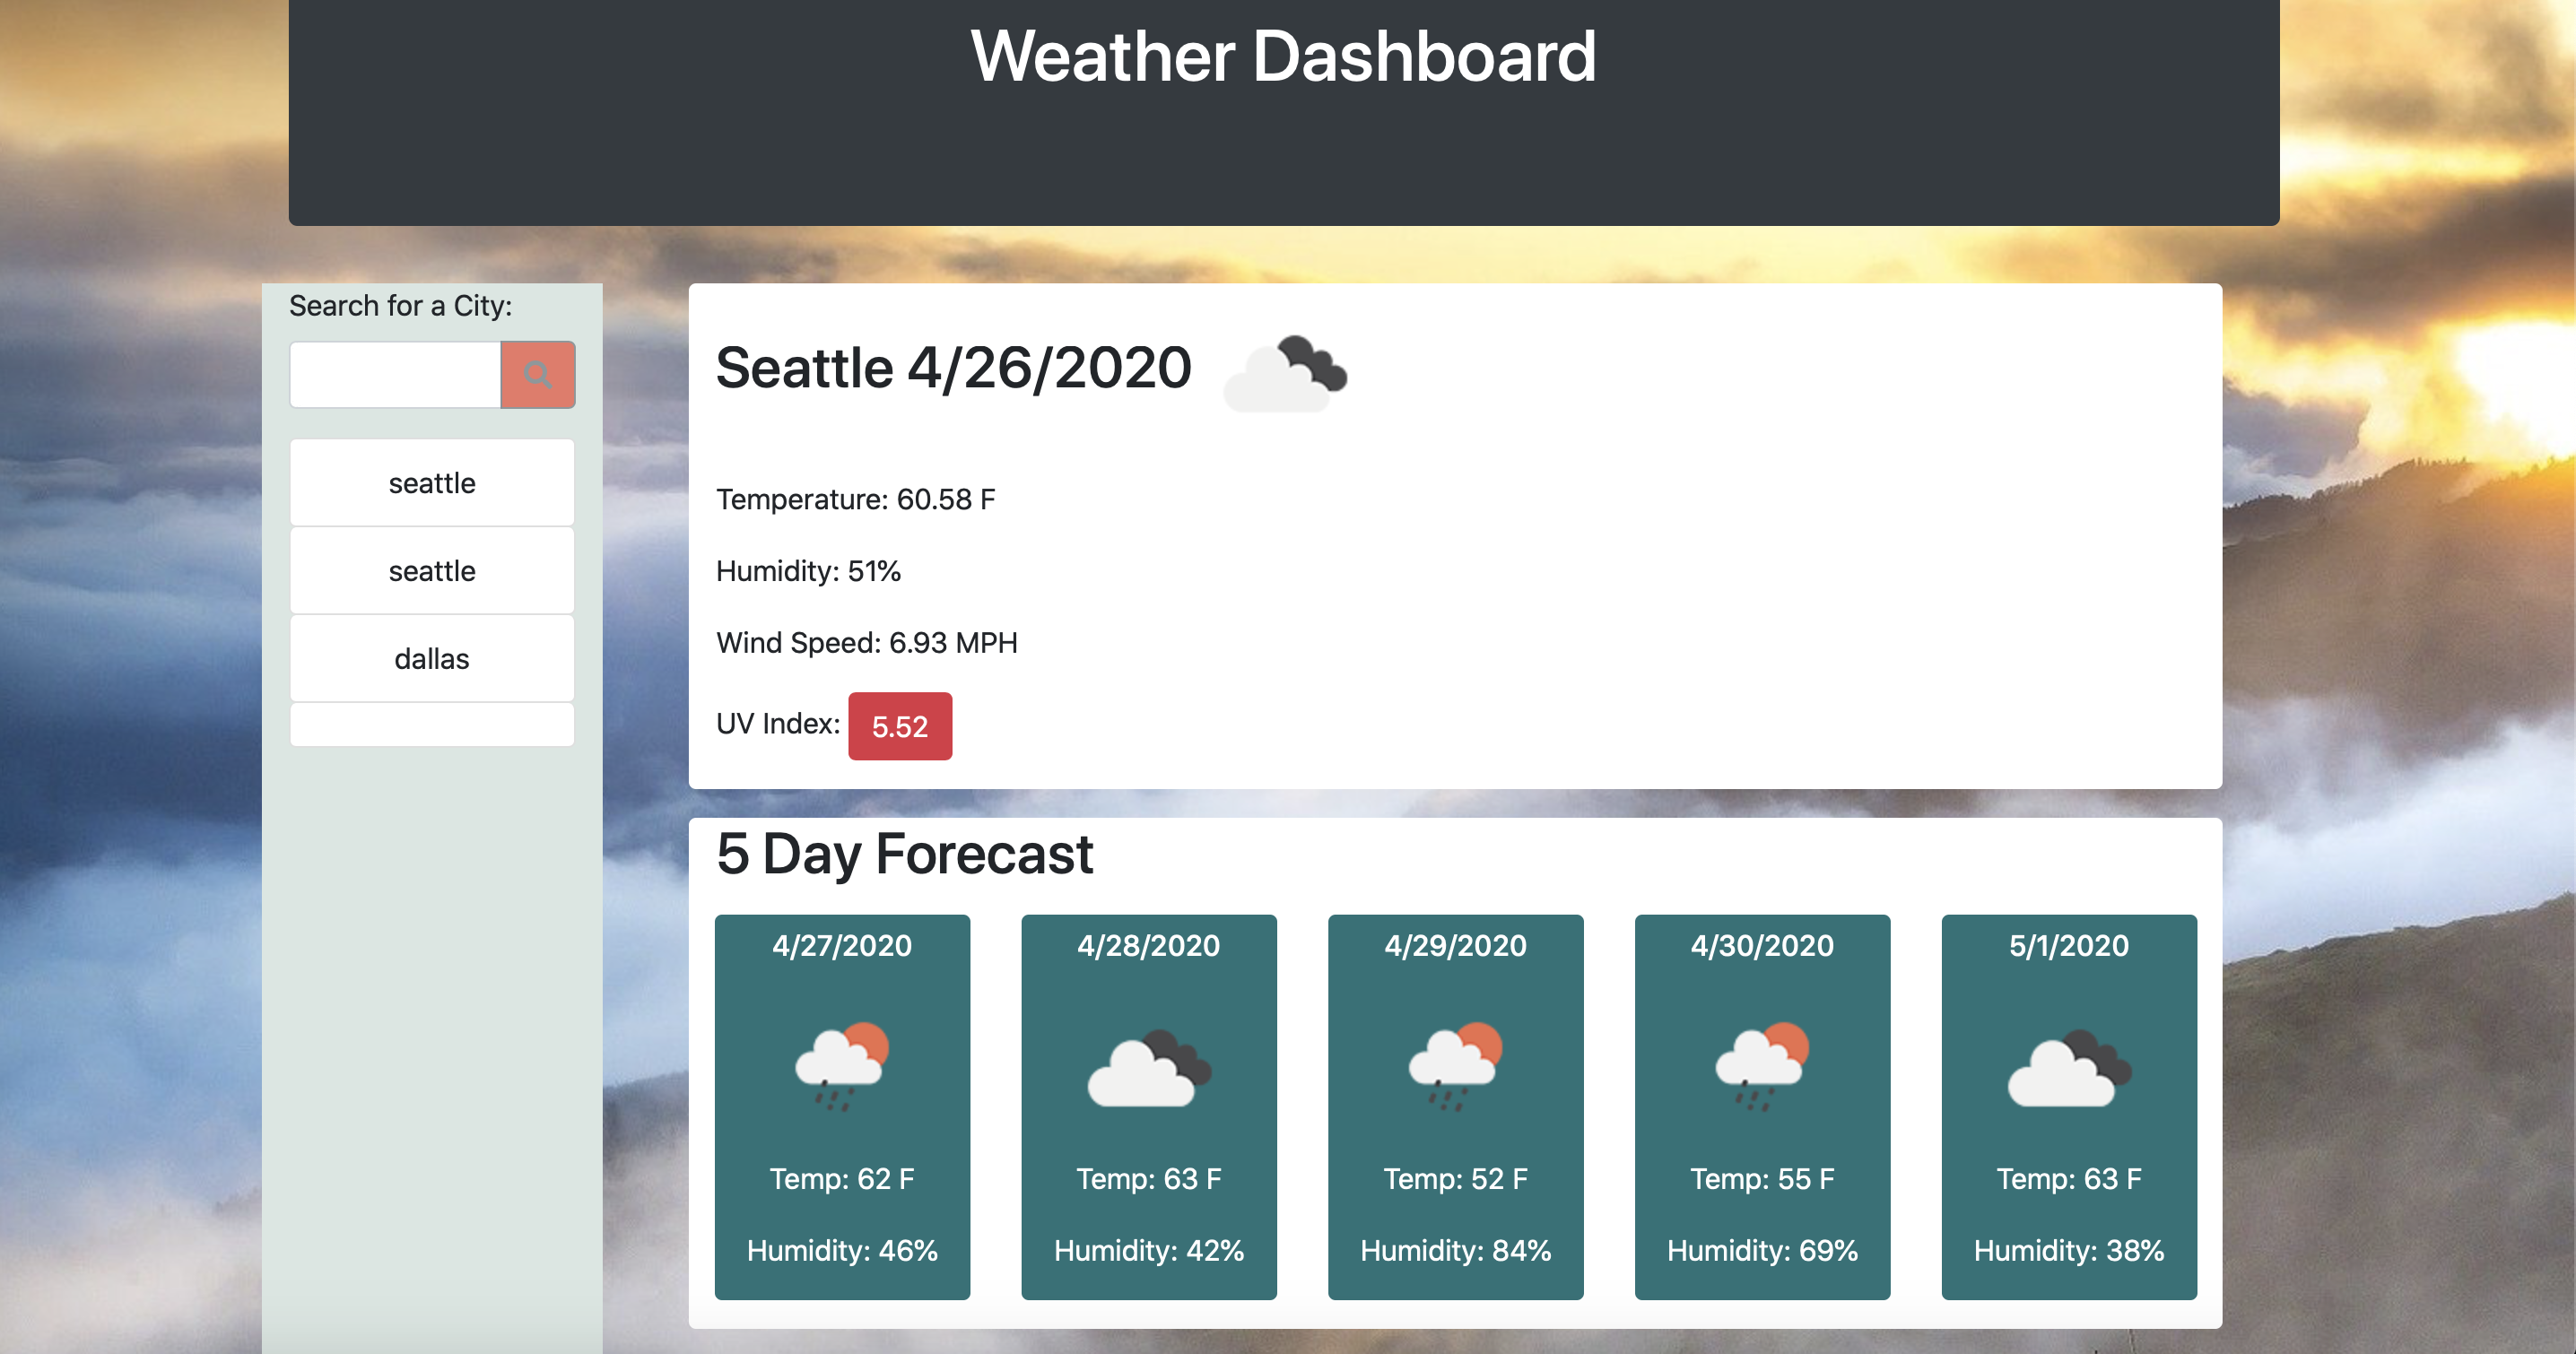 Weather Dashboard
Search for a City:
seattle
seattle
dallas
Seattle 4/26/2020
Temperature: 60.58 F
Humidity: 51%
Wind Speed: 6.93 MPH
UV Index: 5.52
5 Day Forecast
4/27/2020
Temp: 62 F
Humidity: 46%
4/28/2020
Temp: 63 F
Humidity: 42%
4/29/2020
Temp: 52 F
Humidity: 84%
4/30/2020
Temp: 55 F
Humidity: 69%
5/1/2020
Temp: 63 F
Humidity: 38%